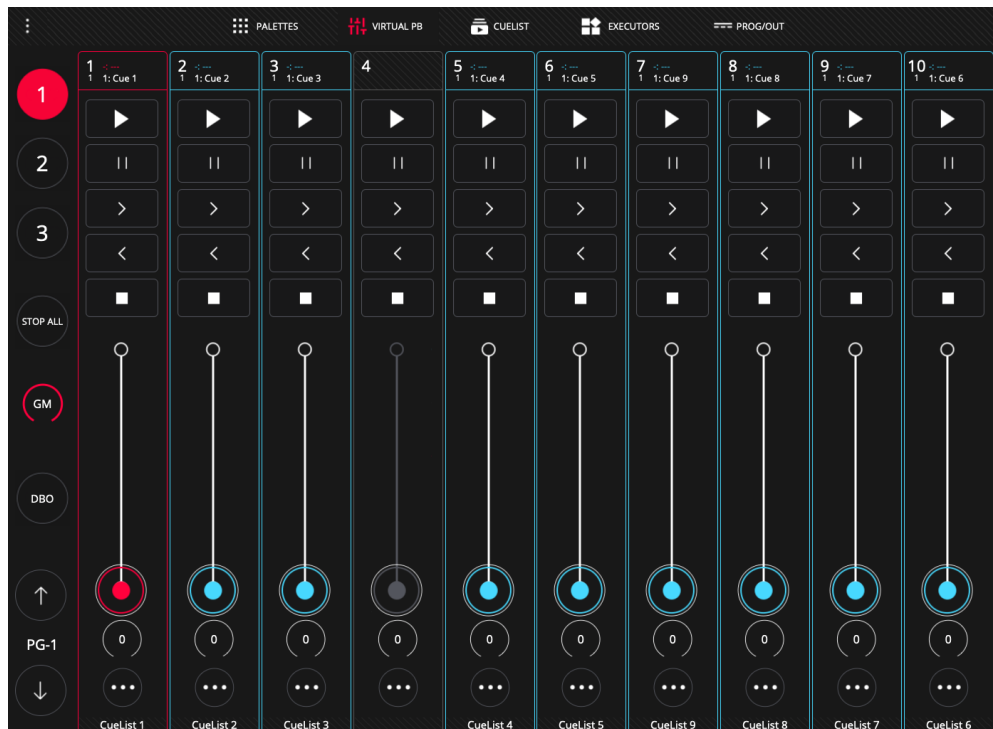 PALETTES
VIRTUAL PB
CUELIST
EXECUTORS
PROG/OUT
1 -: ---
1 1: Cue 1
2 -: ---
1 1: Cue 2
3 -: ---
1 1: Cue 3
4
5 -: ---
1 1: Cue 4
6 -: ---
1 1: Cue 5
7 -: ---
1 1: Cue 9
8 -: ---
1 1: Cue 8
9 -: ---
1 1: Cue 7
10 -: ---
1 1: Cue 6
1
2
3
STOP ALL
GM
DBO
PG-1
0
0
0
0
0
0
0
0
0
0
CueList 1
CueList 2
CueList 3
CueList 4
CueList 5
CueList 9
CueList 8
CueList 7
CueList 6